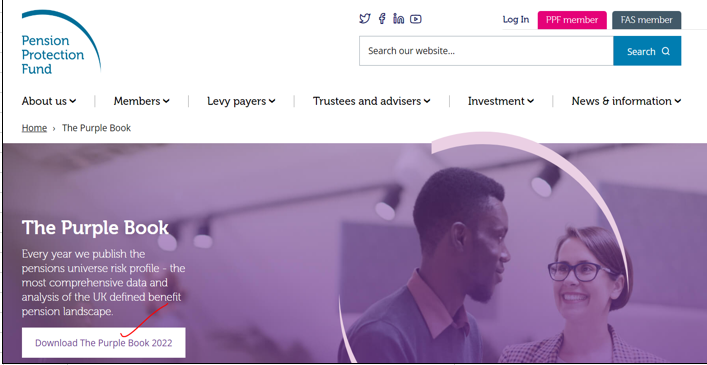 Pension
Protection
Fund
Log In
PPF member
FAS member
Search our website...
Search
About us
Members
Levy payers
Trustees and advisers
Investment
News & information
Home › The Purple Book
The Purple Book
Every year we publish the
pensions universe risk profile - the
most comprehensive data and
analysis of the UK defined benefit
pension landscape.
Download The Purple Book 2022